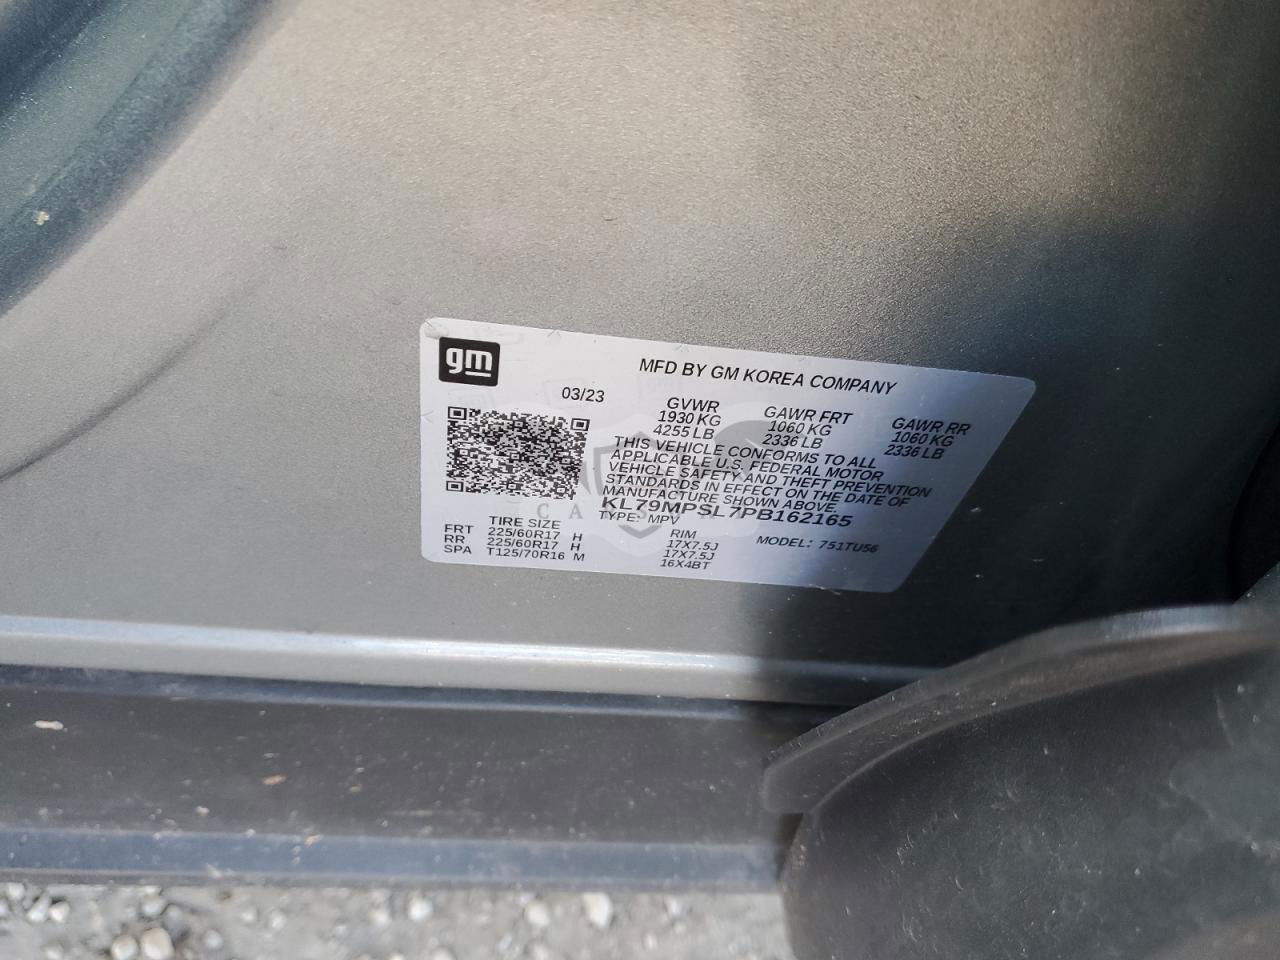 gm
MFD BY GM KOREA COMPANY
03/23
GVWR GAWR FRT GAWR RR
1930 KG 1060 KG 1060 KG
4255 LB 2336 LB 2336 LB
THIS VEHICLE CONFORMS TO ALL
APPLICABLE U.S. FEDERAL MOTOR
VEHICLE SAFETY AND THEFT PREVENTION
STANDARDS IN EFFECT ON THE DATE OF
MANUFACTURE SHOWN ABOVE.
KL79MPSL7PB162165
TYPE: MPV MODEL: 751TU56
TIRE SIZE RIM
FRT 225/60R17 H 17X7.5J
RR 225/60R17 H 17X7.5J
SPA T125/70R16 M 16X4BT